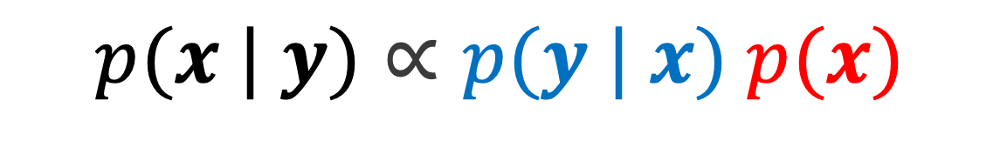 p(x | y) ∝ p(y | x) p(x)